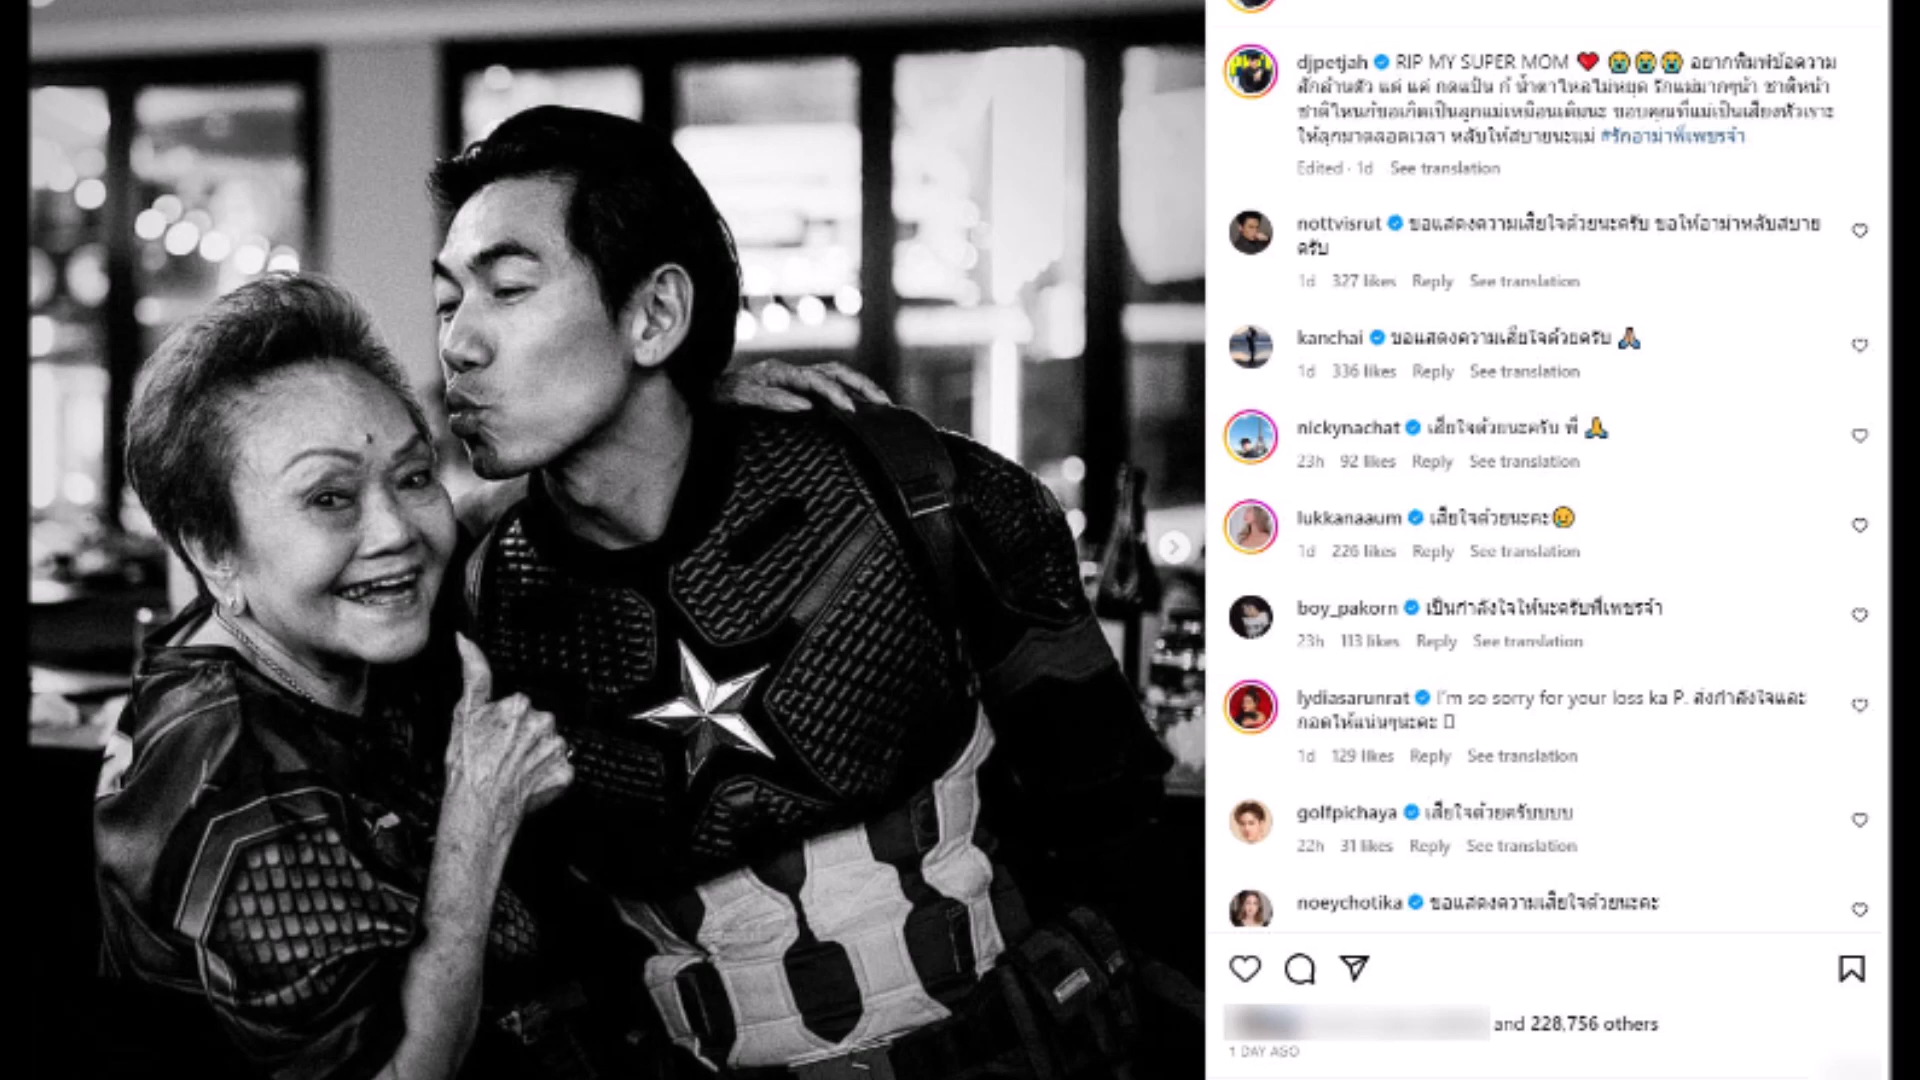 djpetjah RIP MY SUPER MOM ❤️ 😭😭😭 อยากพิมพ์ข้อความ
สักล้านตัว แต่ แค่ กดแป้น ก็ น้ำตาไหลไม่หยุด รักแม่มากๆน้า ชาติหน้า
ชาติไหนก็ขอเกิดเป็นลูกแม่เหมือนเดิมนะ ขอบคุณที่แม่เป็นเสียงหัวเราะ
ให้ลูกมาตลอดเวลา หลับให้สบายนะแม่ #รักอาม่าพี่เพชรจ้า
Edited · 1d See translation
nottvisrut ขอแสดงความเสียใจด้วยนะครับ ขอให้อาม่าหลับสบาย
ครับ
1d 327 likes Reply See translation
kanchai ขอแสดงความเสียใจด้วยครับ 🙏
1d 336 likes Reply See translation
nickynachat เสียใจด้วยนะครับ พี่ 🙏
23h 92 likes Reply See translation
lukkanaaum เสียใจด้วยนะคะ😢
1d 226 likes Reply See translation
boy_pakorn เป็นกำลังใจให้นะครับพี่เพชรจ้า
23h 113 likes Reply See translation
lydiasarunrat I'm so sorry for your loss ka P. ส่งกำลังใจและ
กอดให้แน่นๆนะคะ
1d 129 likes Reply See translation
golfpichaya เสียใจด้วยครับบบบ
22h 31 likes Reply See translation
noeychotika ขอแสดงความเสียใจด้วยนะคะ
and 228,756 others
1 DAY AGO